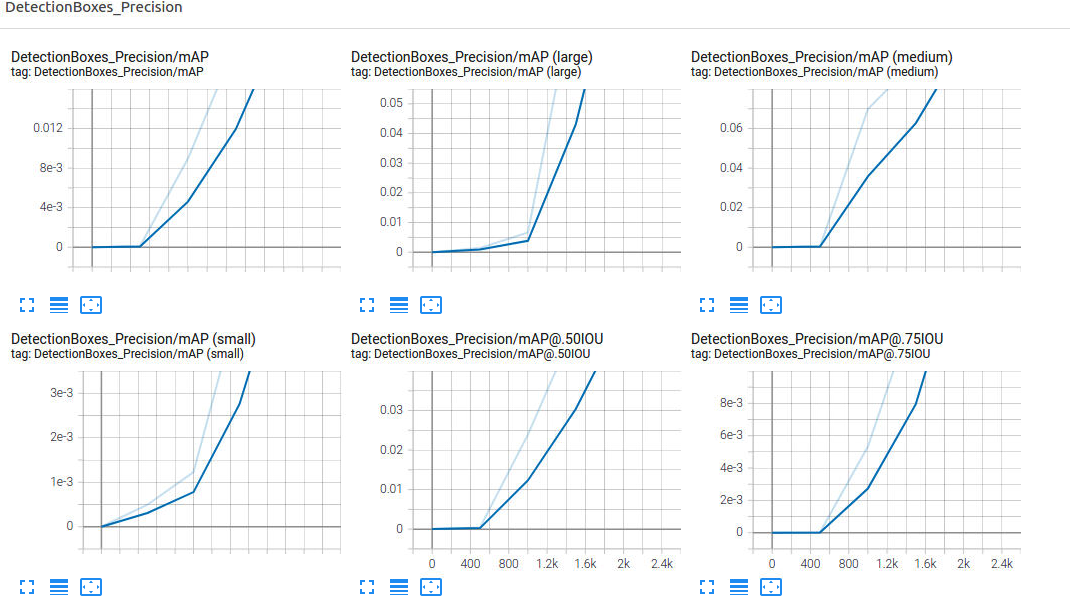 DetectionBoxes_Precision
DetectionBoxes_Precision/mAP
tag: DetectionBoxes_Precision/mAP
0.012
8e-3
4e-3
0
DetectionBoxes_Precision/mAP (large)
tag: DetectionBoxes_Precision/mAP (large)
0.05
0.04
0.03
0.02
0.01
0
DetectionBoxes_Precision/mAP (medium)
tag: DetectionBoxes_Precision/mAP (medium)
0.06
0.04
0.02
0
DetectionBoxes_Precision/mAP (small)
tag: DetectionBoxes_Precision/mAP (small)
3e-3
2e-3
1e-3
0
DetectionBoxes_Precision/mAP@.50IOU
tag: DetectionBoxes_Precision/mAP@.50IOU
0.03
0.02
0.01
0
0 400 800 1.2k 1.6k 2k 2.4k
DetectionBoxes_Precision/mAP@.75IOU
tag: DetectionBoxes_Precision/mAP@.75IOU
8e-3
6e-3
4e-3
2e-3
0
0 400 800 1.2k 1.6k 2k 2.4k